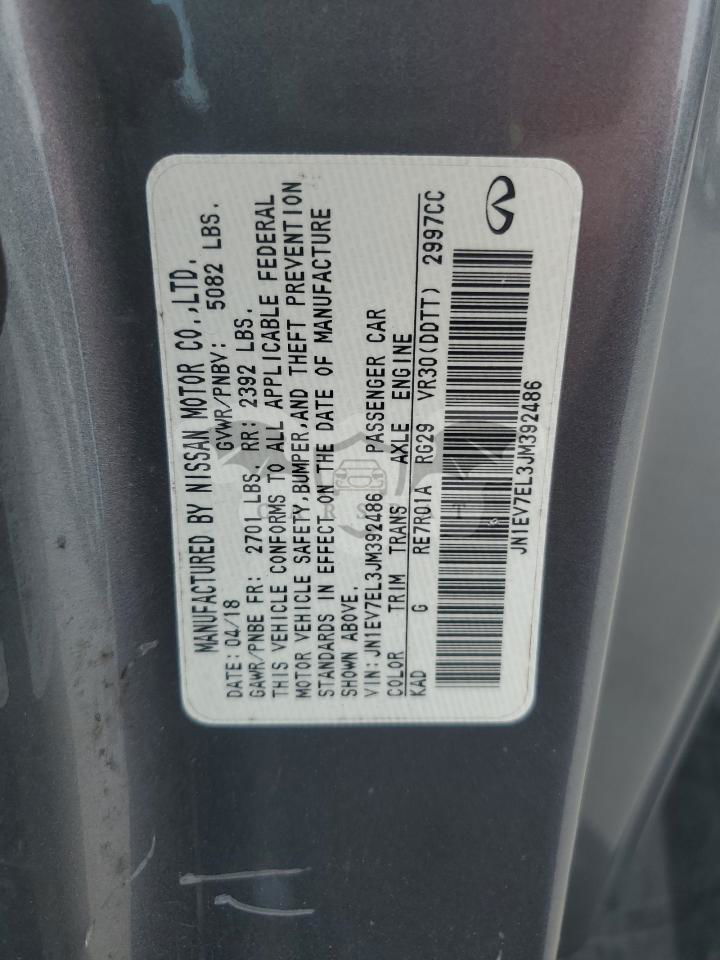 MANUFACTURED BY NISSAN MOTOR CO.,LTD.
DATE: 04/18 GVWR/PNBV: 5082 LBS.
GAWR/PNBE FR: 2701 LBS. RR: 2392 LBS.
THIS VEHICLE CONFORMS TO ALL APPLICABLE FEDERAL
MOTOR VEHICLE SAFETY,BUMPER,AND THEFT PREVENTION
STANDARDS IN EFFECT ON THE DATE OF MANUFACTURE
SHOWN ABOVE.
VIN: JN1EV7EL3JM392486 PASSENGER CAR
COLOR TRIM TRANS AXLE ENGINE
KAD G RE7R01A RG29 VR30(DDTT) 2997CC
JN1EV7EL3JM392486